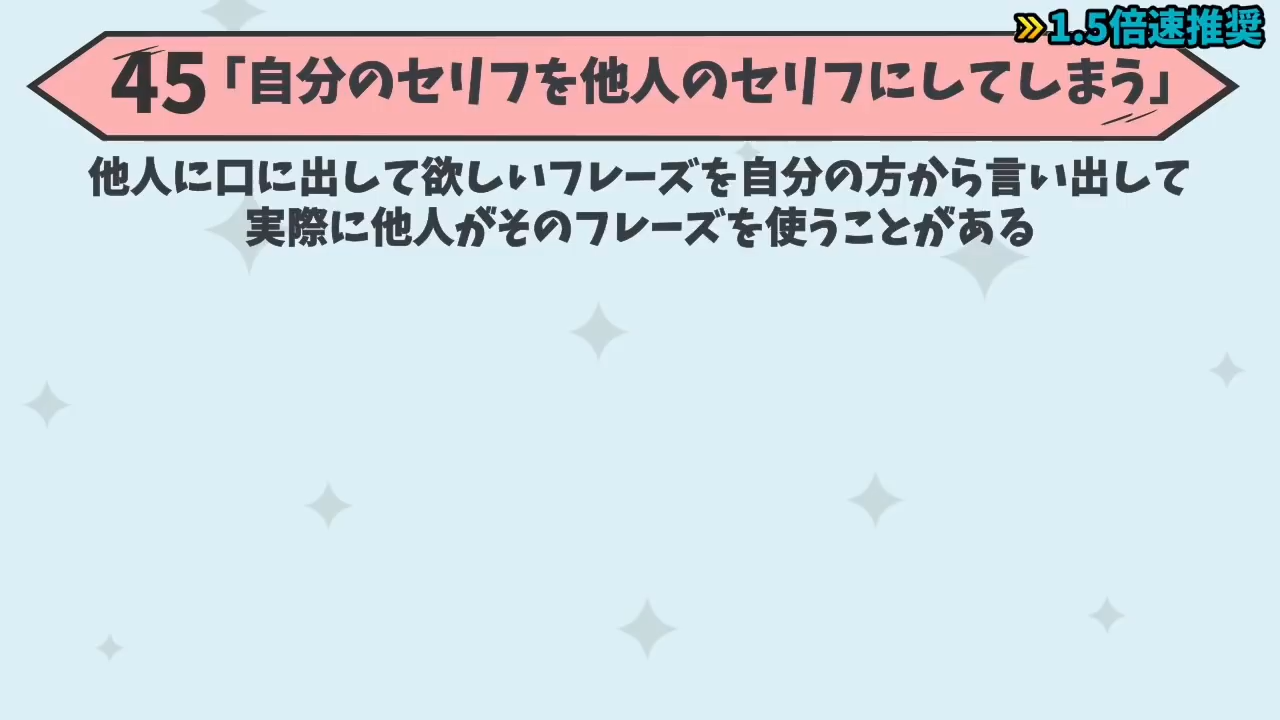 »1.5倍速推奨
45「自分のセリフを他人のセリフにしてしまう」
他人に口に出して欲しいフレーズを自分の方から言い出して
実際に他人がそのフレーズを使うことがある